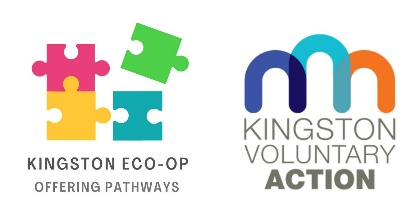 KINGSTON ECO-OP
OFFERING PATHWAYS
KINGSTON
VOLUNTARY
ACTION